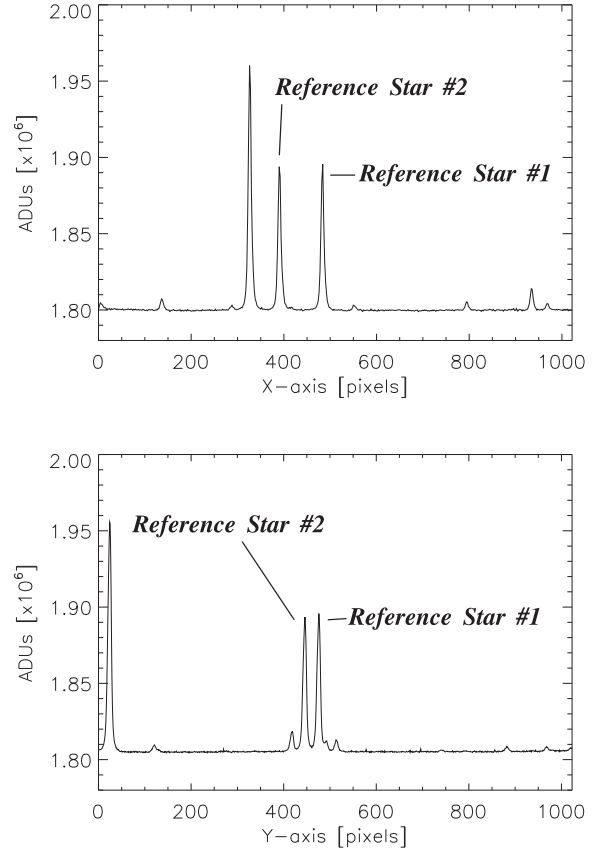 2.00
1.95
1.90
1.85
1.80
ADUs [x10⁶]
Reference Star #2
Reference Star #1
0 200 400 600 800 1000
X-axis [pixels]
2.00
1.95
1.90
1.85
1.80
ADUs [x10⁶]
Reference Star #2
Reference Star #1
0 200 400 600 800 1000
Y-axis [pixels]